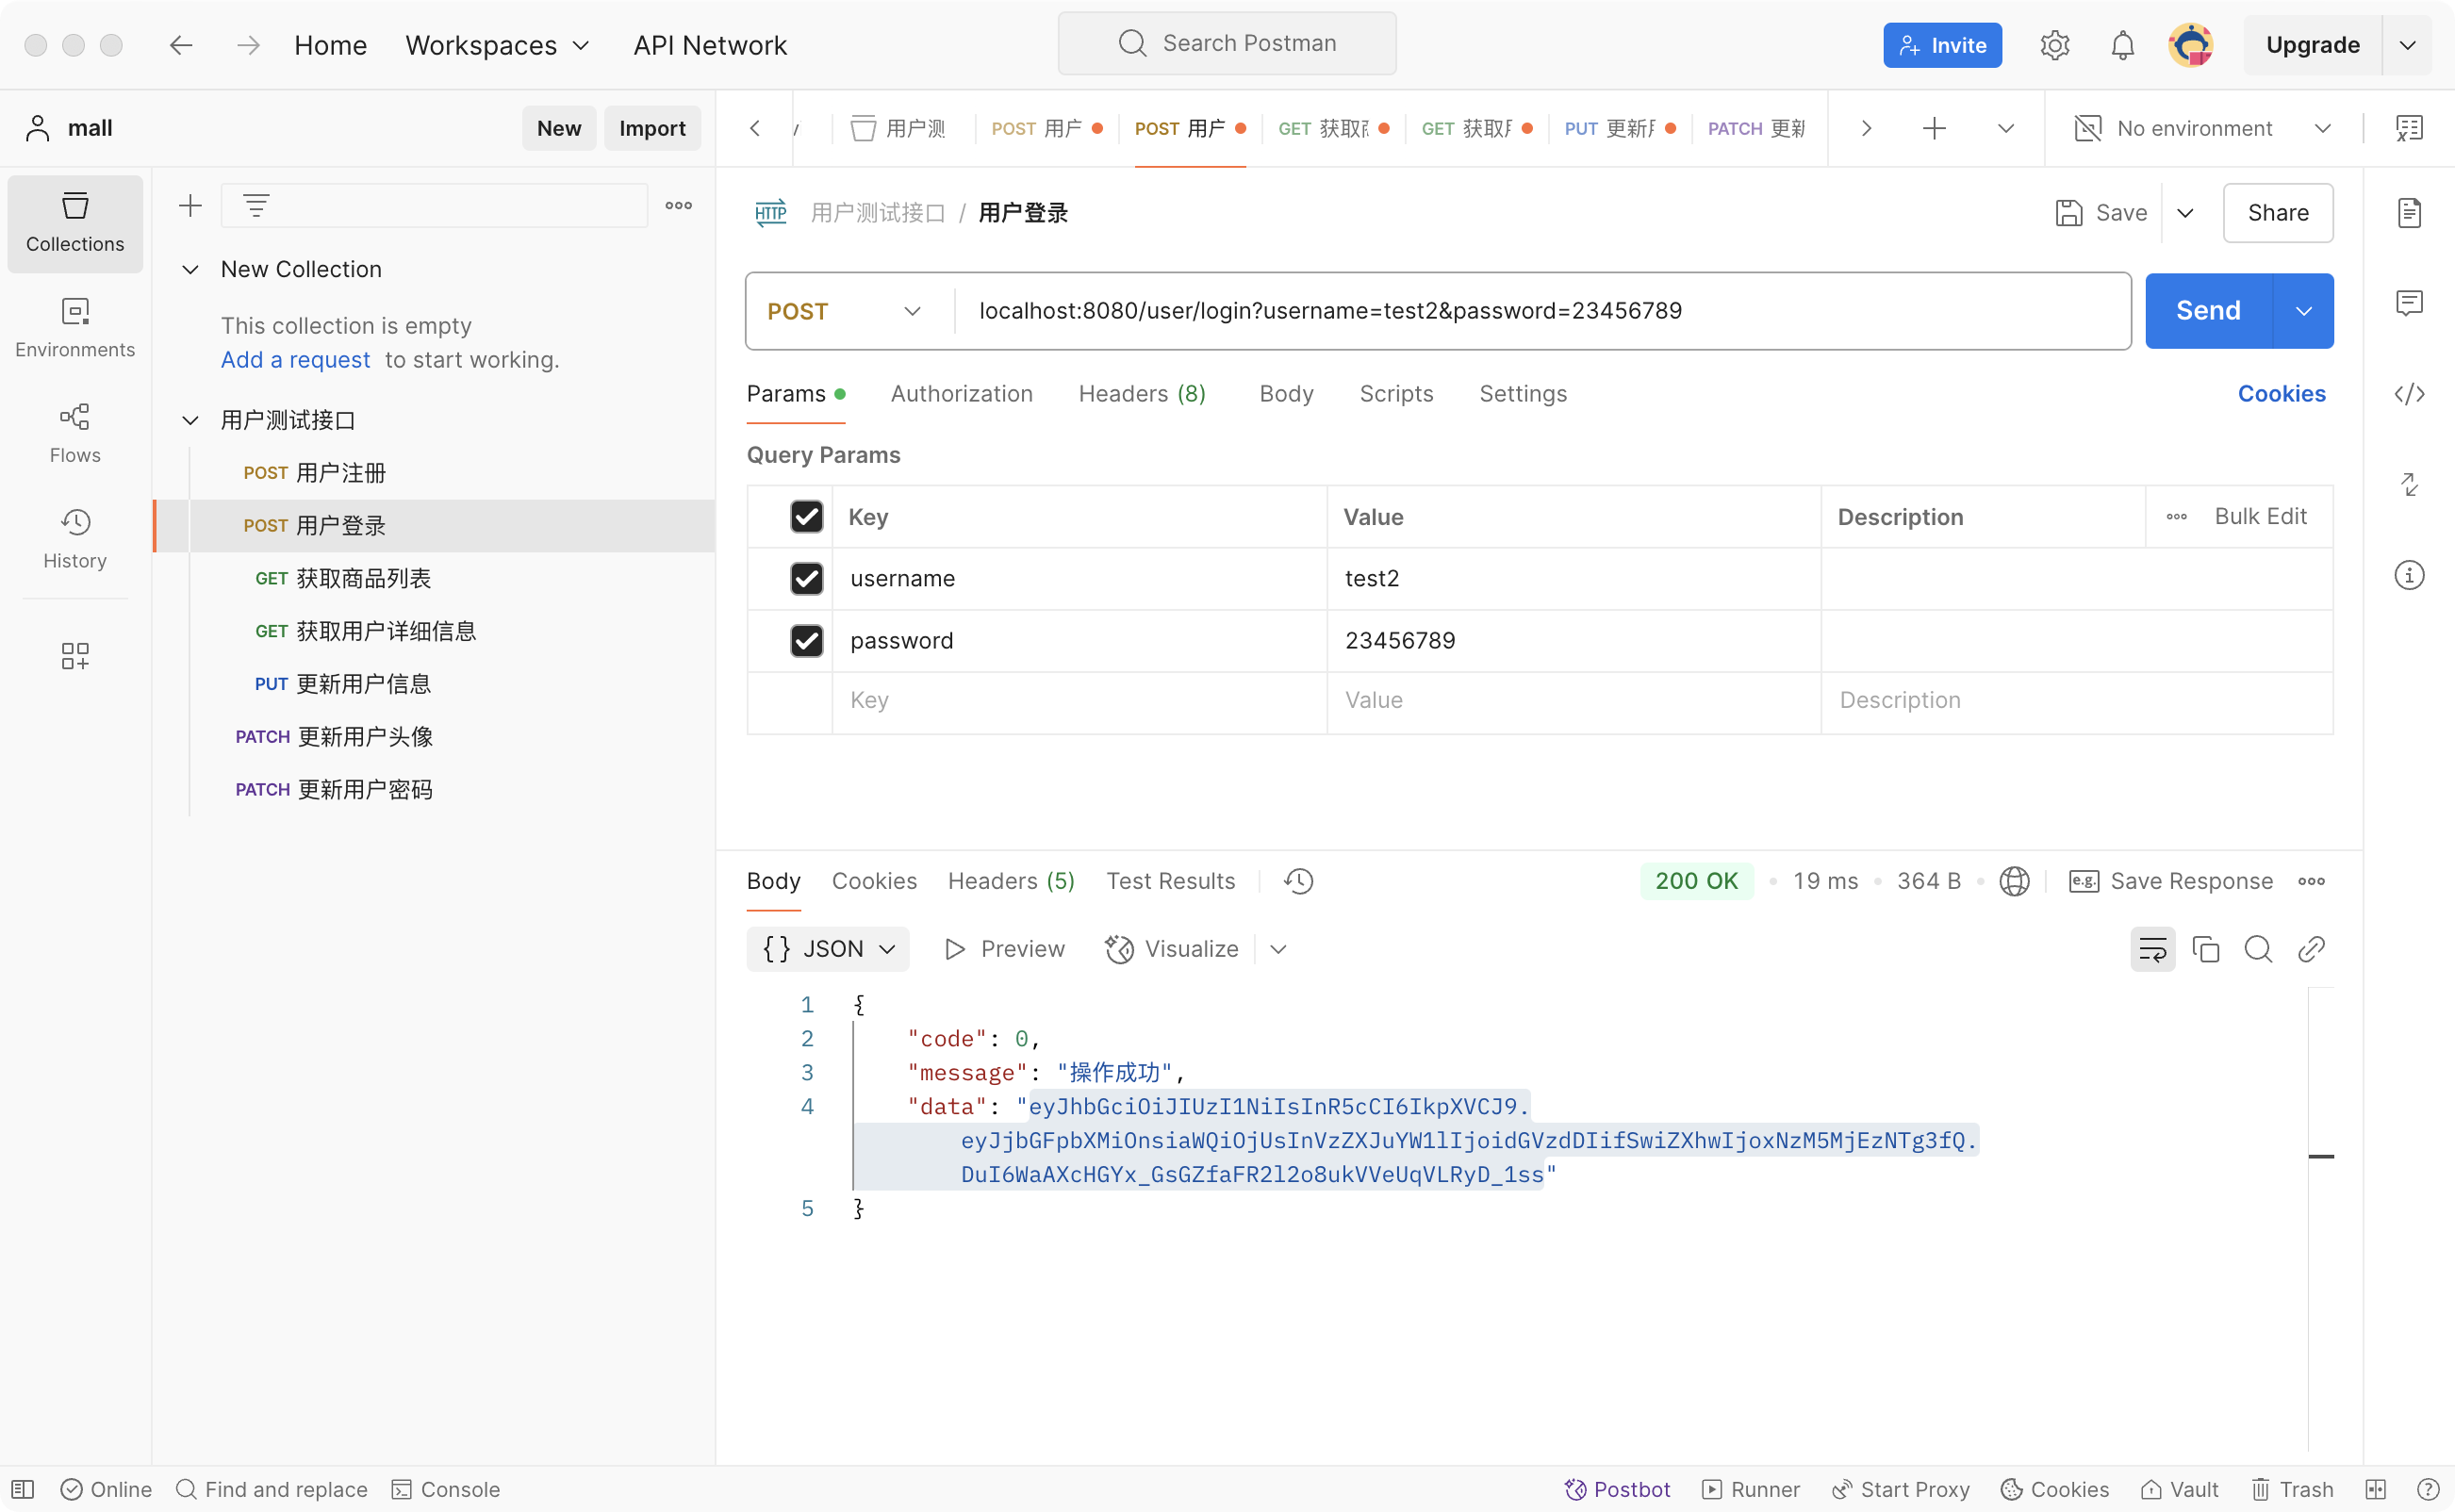 Home Workspaces API Network Search Postman Invite Upgrade
mall New Import
用户测 POST 用户 POST 用户 GET 获取 GET 获取 PUT 更新 PATCH 更新 No environment
Collections
Environments
Flows
History
New Collection
This collection is empty
Add a request to start working.
用户测试接口
POST 用户注册
POST 用户登录
GET 获取商品列表
GET 获取用户详细信息
PUT 更新用户信息
PATCH 更新用户头像
PATCH 更新用户密码
HTTP 用户测试接口 / 用户登录 Save Share
POST localhost:8080/user/login?username=test2&password=23456789 Send
Params Authorization Headers (8) Body Scripts Settings Cookies
Query Params
Key Value Description Bulk Edit
username test2
password 23456789
Key Value Description
Body Cookies Headers (5) Test Results 200 OK 19 ms 364 B e.g. Save Response
{} JSON Preview Visualize
1 {
2 "code": 0,
3 "message": "操作成功",
4 "data": "eyJhbGciOiJIUzI1NiIsInR5cCI6IkpXVCJ9.
eyJjbGFpbXMiOnsiaWQiOjUsInVzZXJuYW1lIjoidGVzdDIifSwiZXhwIjoxNzM5MjEzNTg3fQ.
DuI6WaAXcHGYx_GsGZfaFR2l2o8ukVVeUqVLRyD_1ss"
5 }
Online Find and replace Console Postbot Runner Start Proxy Cookies Vault Trash